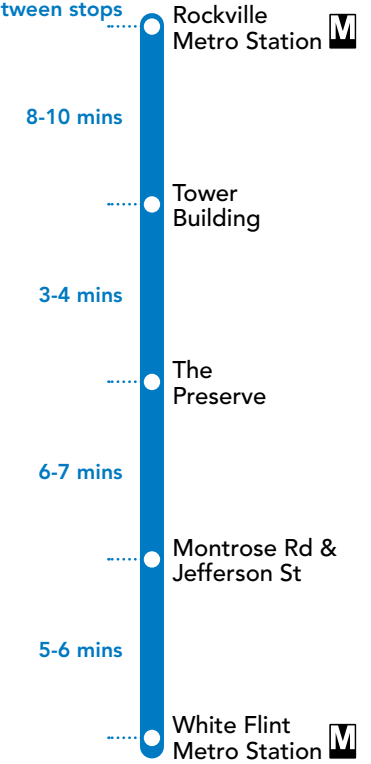 tween stops
Rockville
Metro Station M
8-10 mins
Tower
Building
3-4 mins
The
Preserve
6-7 mins
Montrose Rd &
Jefferson St
5-6 mins
White Flint
Metro Station M